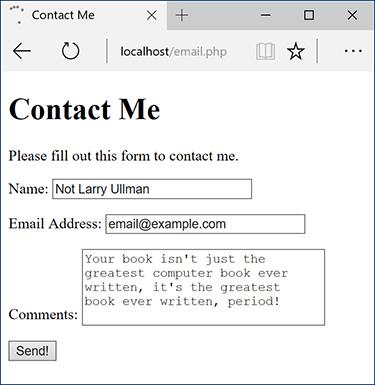 Contact Me
localhost/email.php
Contact Me
Please fill out this form to contact me.
Name: Not Larry Ullman
Email Address: email@example.com
Your book isn't just the
greatest computer book ever
written, it's the greatest
Comments: book ever written, period!
Send!